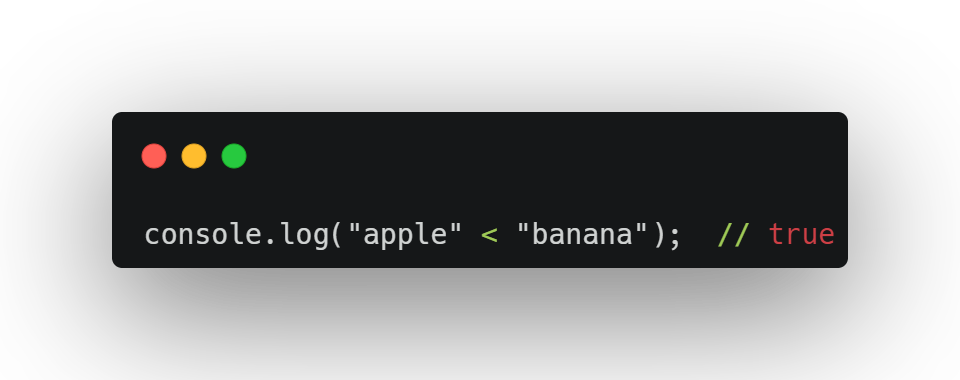 console.log("apple" < "banana");  // true